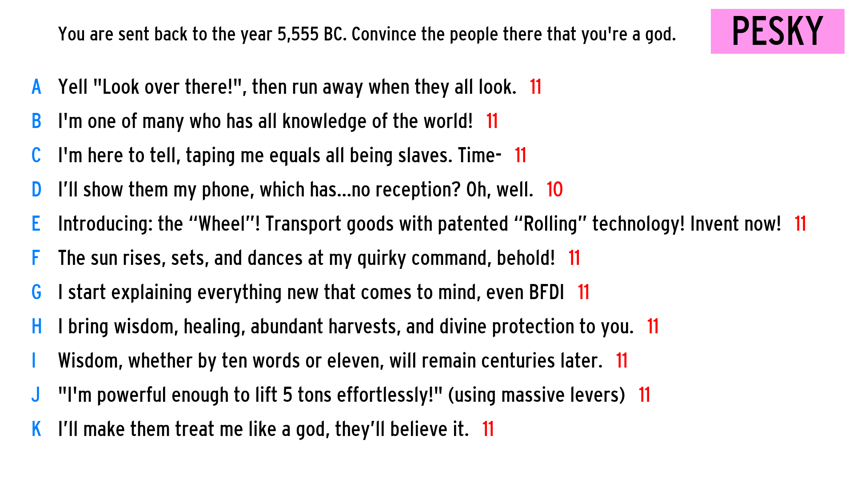 You are sent back to the year 5,555 BC. Convince the people there that you're a god.
PESKY
A Yell "Look over there!", then run away when they all look. 11
B I'm one of many who has all knowledge of the world! 11
C I'm here to tell, taping me equals all being slaves. Time- 11
D I’ll show them my phone, which has...no reception? Oh, well. 10
E Introducing: the “Wheel”! Transport goods with patented “Rolling” technology! Invent now! 11
F The sun rises, sets, and dances at my quirky command, behold! 11
G I start explaining everything new that comes to mind, even BFDI 11
H I bring wisdom, healing, abundant harvests, and divine protection to you. 11
I Wisdom, whether by ten words or eleven, will remain centuries later. 11
J "I'm powerful enough to lift 5 tons effortlessly!" (using massive levers) 11
K I’ll make them treat me like a god, they’ll believe it. 11